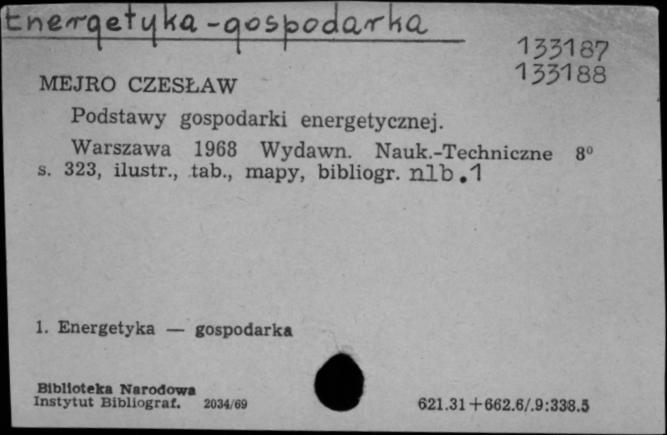 Energetyka-gospodarka
133187
133188
MEJRO CZESŁAW
Podstawy gospodarki energetycznej.
Warszawa 1968 Wydawn. Nauk.-Techniczne 8º
s. 323, ilustr., tab., mapy, bibliogr. nlb.1
1. Energetyka — gospodarka
Biblioteka Narodowa
Instytut Bibliograf. 2034/69
621.31+662.6/.9:338.5